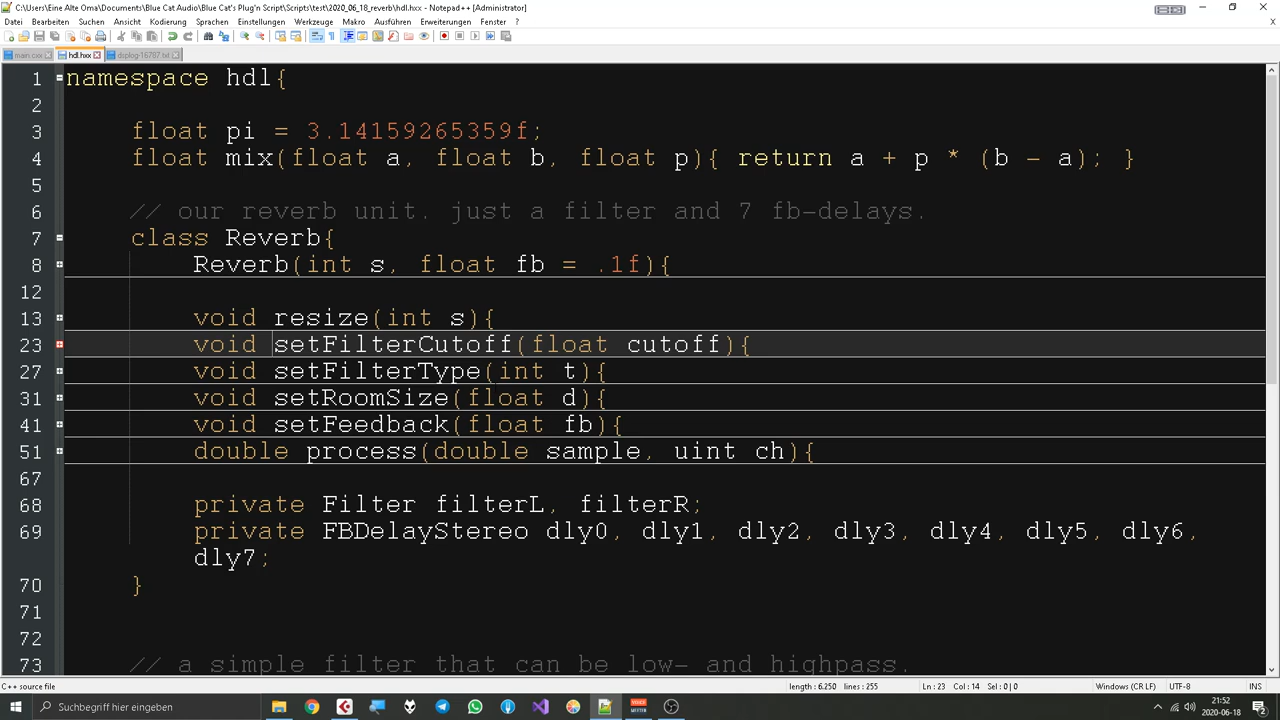 C:\Users\Eine Alte Oma\Documents\Blue Cat Audio\Blue Cat's Plug'n Script\Scripts\test\2020_06_18_reverb\hdl.hxx - Notepad++ [Administrator]
Datei Bearbeiten Suchen Ansicht Kodierung Sprachen Einstellungen Werkzeuge Makro Ausführen Erweiterungen Fenster ?
main.cxx hdl.hxx dsplog-16787.txt
1 namespace hdl{
2
3 float pi = 3.14159265359f;
4 float mix(float a, float b, float p){ return a + p * (b - a); }
5
6 // our reverb unit. just a filter and 7 fb-delays.
7 class Reverb{
8 Reverb(int s, float fb = .1f){
12
13 void resize(int s){
23 void setFilterCutoff(float cutoff){
27 void setFilterType(int t){
31 void setRoomSize(float d){
41 void setFeedback(float fb){
51 double process(double sample, uint ch){
67
68 private Filter filterL, filterR;
69 private FBDelayStereo dly0, dly1, dly2, dly3, dly4, dly5, dly6,
dly7;
70 }
71
72
73 // a simple filter that can be low- and highpass.
C++ source file length : 6.250 lines : 255 Ln : 23 Col : 14 Sel : 0 | 0 Windows (CR LF) UTF-8 INS
Suchbegriff hier eingeben
21:52
2020-06-18